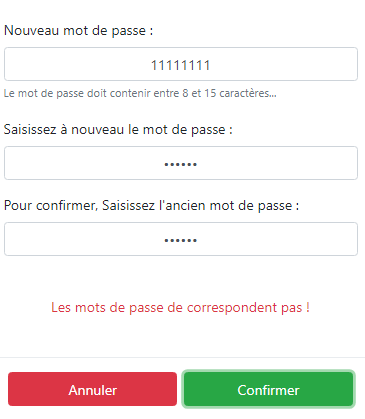 Nouveau mot de passe :
11111111
Le mot de passe doit contenir entre 8 et 15 caractères...
Saisissez à nouveau le mot de passe :
••••••
Pour confirmer, Saisissez l'ancien mot de passe :
••••••
Les mots de passe de correspondent pas !
Annuler
Confirmer